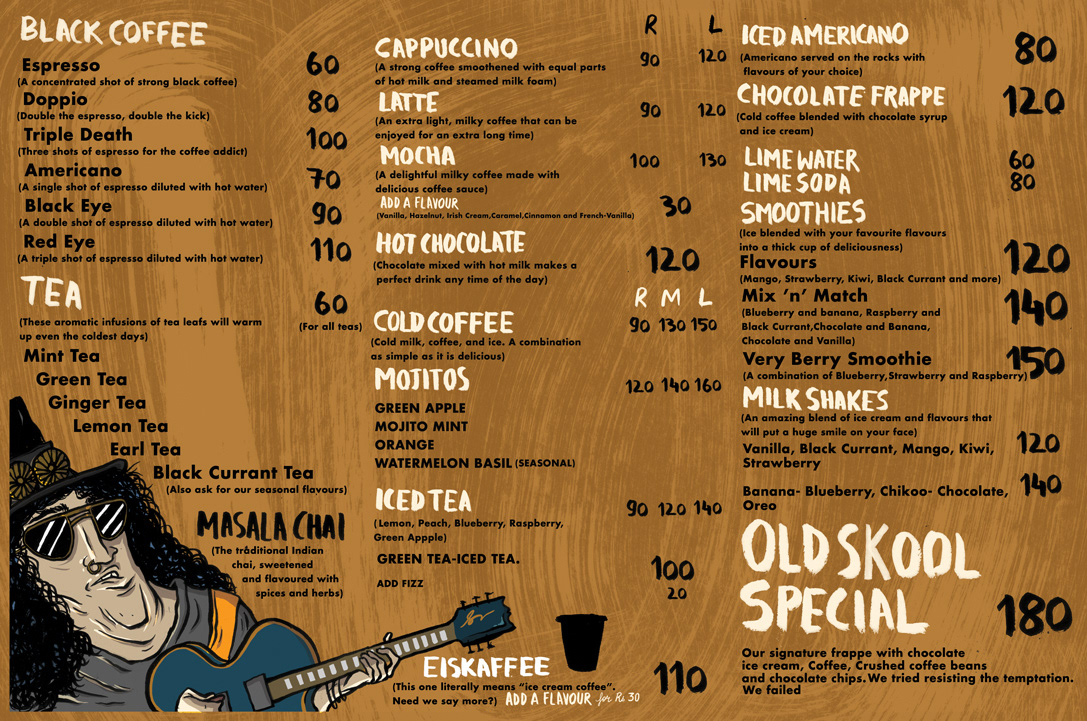 BLACK COFFEE
Espresso 60
(A concentrated shot of strong black coffee)
Doppio 80
(Double the espresso, double the kick)
Triple Death 100
(Three shots of espresso for the coffee addict)
Americano 70
(A single shot of espresso diluted with hot water)
Black Eye 90
(A double shot of espresso diluted with hot water)
Red Eye 110
(A triple shot of espresso diluted with hot water)
TEA 60
(These aromatic infusions of tea leafs will warm (For all teas)
up even the coldest days)
Mint Tea
Green Tea
Ginger Tea
Lemon Tea
Earl Tea
Black Currant Tea
(Also ask for our seasonal flavours)
MASALA CHAI
(The traditional Indian
chai, sweetened
and flavoured with
spices and herbs)
R L
CAPPUCCINO 90 120
(A strong coffee smoothened with equal parts
of hot milk and steamed milk foam)
LATTE 90 120
(An extra light, milky coffee that can be
enjoyed for an extra long time)
MOCHA 100 130
(A delightful milky coffee made with
delicious coffee sauce)
ADD A FLAVOUR 30
(Vanilla, Hazelnut, Irish Cream,Caramel,Cinnamon and French-Vanilla)
HOT CHOCOLATE 120
(Chocolate mixed with hot milk makes a
perfect drink any time of the day)
R M L
COLD COFFEE 90 130 150
(Cold milk, coffee, and ice. A combination
as simple as it is delicious)
MOJITOS 120 140 160
GREEN APPLE
MOJITO MINT
ORANGE
WATERMELON BASIL (SEASONAL)
ICED TEA 90 120 140
(Lemon, Peach, Blueberry, Raspberry,
Green Appple)
GREEN TEA-ICED TEA. 100
ADD FIZZ 20
EISKAFFEE 110
(This one literally means "ice cream coffee".
Need we say more?) ADD A FLAVOUR for Rs 30
ICED AMERICANO 80
(Americano served on the rocks with
flavours of your choice)
CHOCOLATE FRAPPE 120
(Cold coffee blended with chocolate syrup
and ice cream)
LIME WATER 60
LIME SODA 80
SMOOTHIES
(Ice blended with your favourite flavours
into a thick cup of deliciousness)
Flavours 120
(Mango, Strawberry, Kiwi, Black Currant and more)
Mix 'n' Match 140
(Blueberry and banana, Raspberry and
Black Currant,Chocolate and Banana,
Chocolate and Vanilla)
Very Berry Smoothie 150
(A combination of Blueberry,Strawberry and Raspberry)
MILK SHAKES
(An amazing blend of ice cream and flavours that
will put a huge smile on your face)
Vanilla, Black Currant, Mango, Kiwi, 120
Strawberry
Banana- Blueberry, Chikoo- Chocolate, 140
Oreo
OLD SKOOL
SPECIAL 180
Our signature frappe with chocolate
ice cream, Coffee, Crushed coffee beans
and chocolate chips.We tried resisting the temptation.
We failed